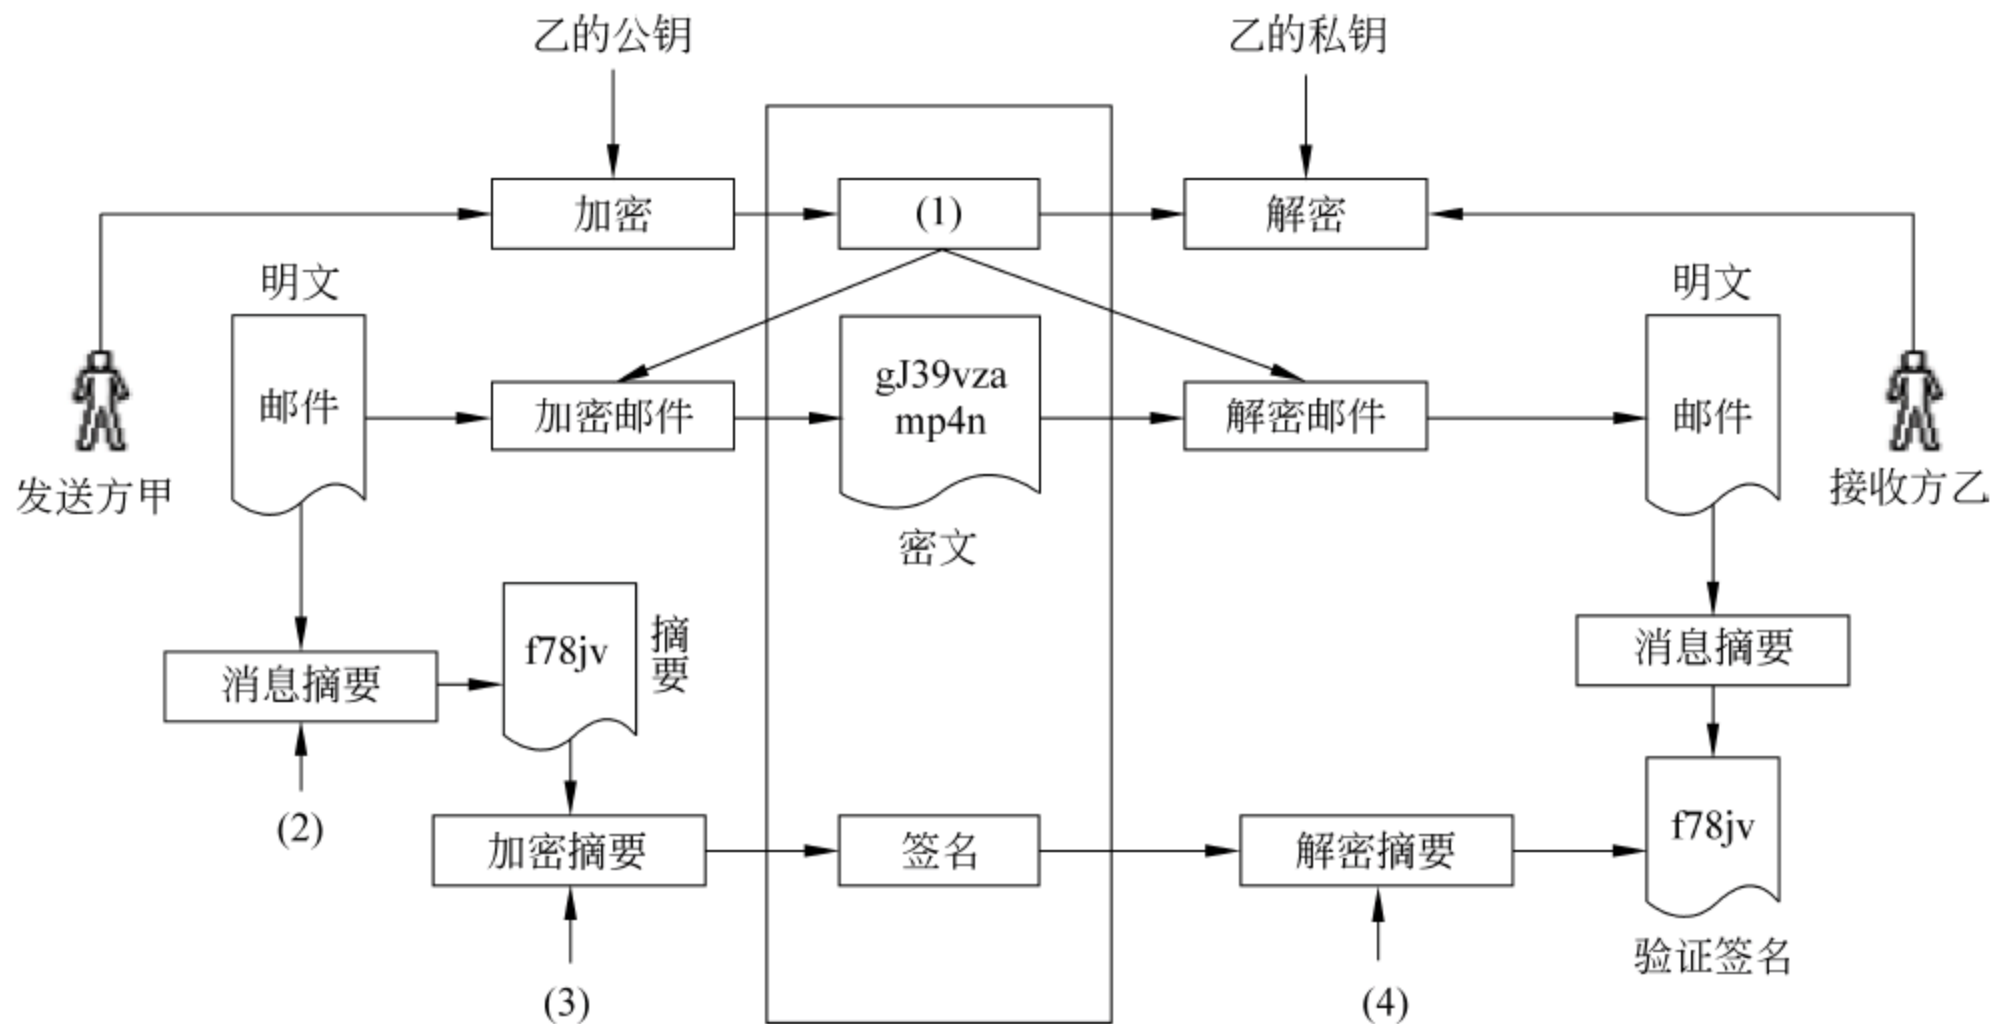 乙的公钥
乙的私钥
加密
(1)
解密
明文
明文
邮件
加密邮件
gJ39vza
mp4n
解密邮件
邮件
发送方甲
接收方乙
密文
消息摘要
f78jv
摘要
消息摘要
(2)
加密摘要
签名
解密摘要
f78jv
验证签名
(3)
(4)